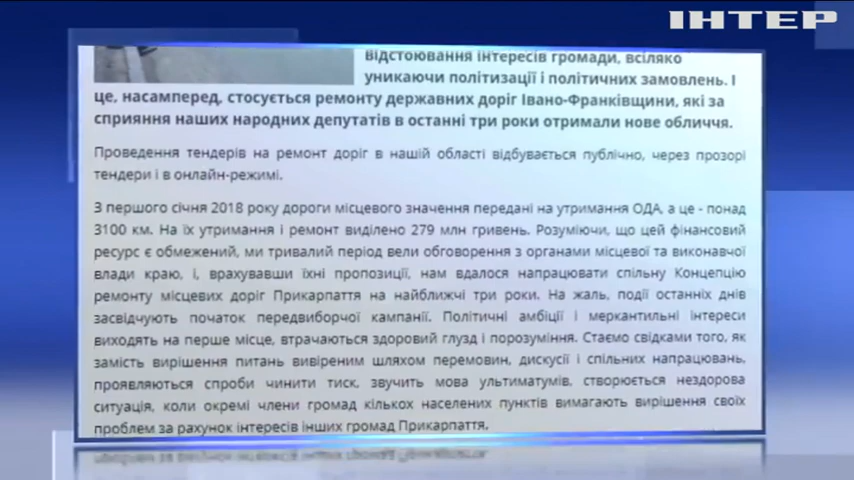 ІНТЕР
відстоювання інтересів громади, всіляко
уникаючи політизації і політичних замовлень. І
це, насамперед, стосується ремонту державних доріг Івано-Франківщини, які за
сприяння наших народних депутатів в останні три роки отримали нове обличчя.
Проведення тендерів на ремонт доріг в нашій області відбувається публічно, через прозорі
тендери і в онлайн-режимі.
З першого січня 2018 року дороги місцевого значення передані на утримання ОДА, а це - понад
3100 км. На їх утримання і ремонт виділено 279 млн гривень. Розуміючи, що цей фінансовий
ресурс є обмежений, ми тривалий період вели обговорення з органами місцевої та виконавчої
влади краю, і, врахувавши їхні пропозиції, нам вдалося напрацювати спільну Концепцію
ремонту місцевих доріг Прикарпаття на найближчі три роки. На жаль, події останніх днів
засвідчують початок передвиборчої кампанії. Політичні амбіції і меркантильні інтереси
виходять на перше місце, втрачаються здоровий глузд і порозуміння. Стаємо свідками того, як
замість вирішення питань вивіреним шляхом перемовин, дискусії і спільних напрацювань,
проявляються спроби чинити тиск, звучить мова ультиматумів, створюється нездорова
ситуація, коли окремі члени громад кількох населених пунктів вимагають вирішення своїх
проблем за рахунок інтересів інших громад Прикарпаття.